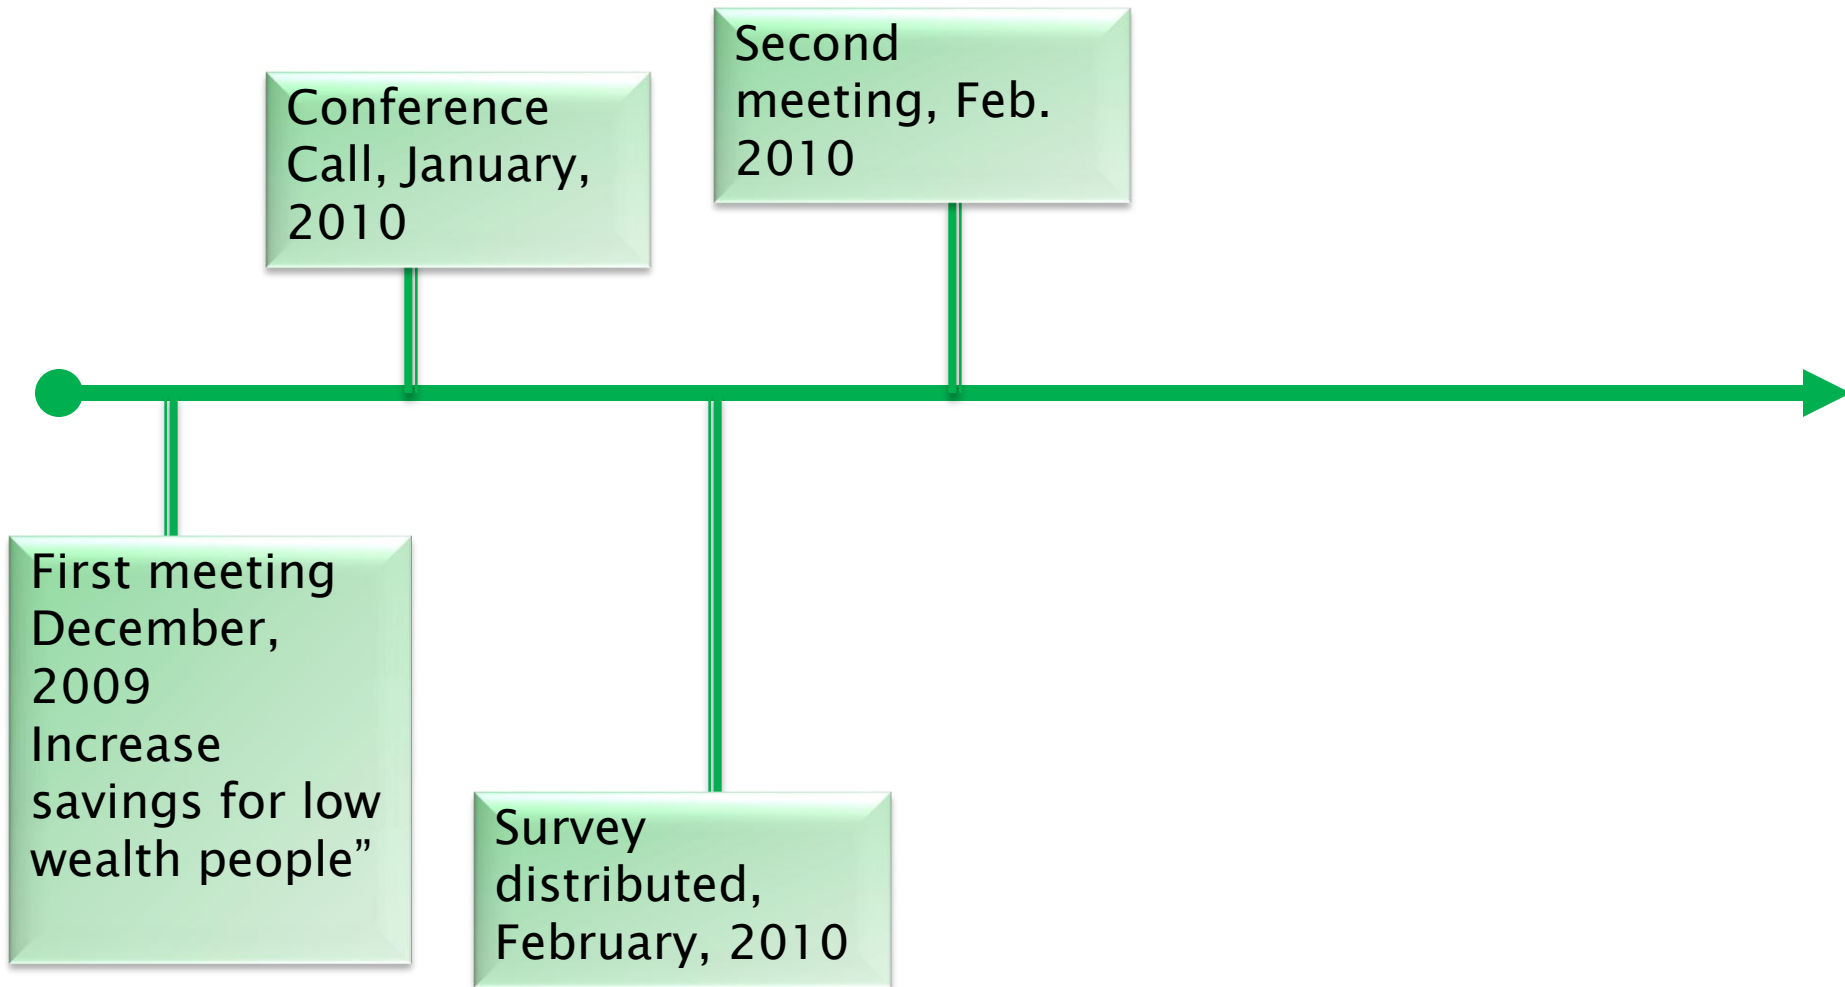 Conference
Call, January,
2010
Second
meeting, Feb.
2010
First meeting
December,
2009
Increase
savings for low
wealth people”
Survey
distributed,
February, 2010